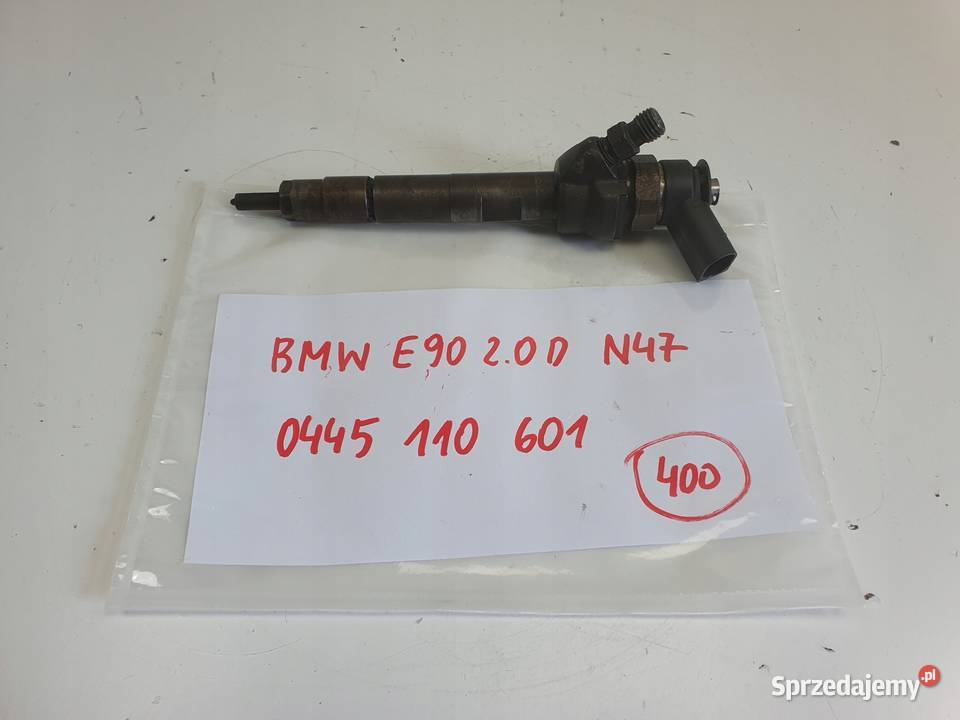 BMW E90 2.0D N47
0445 110 601
400
Sprzedajemy.pl